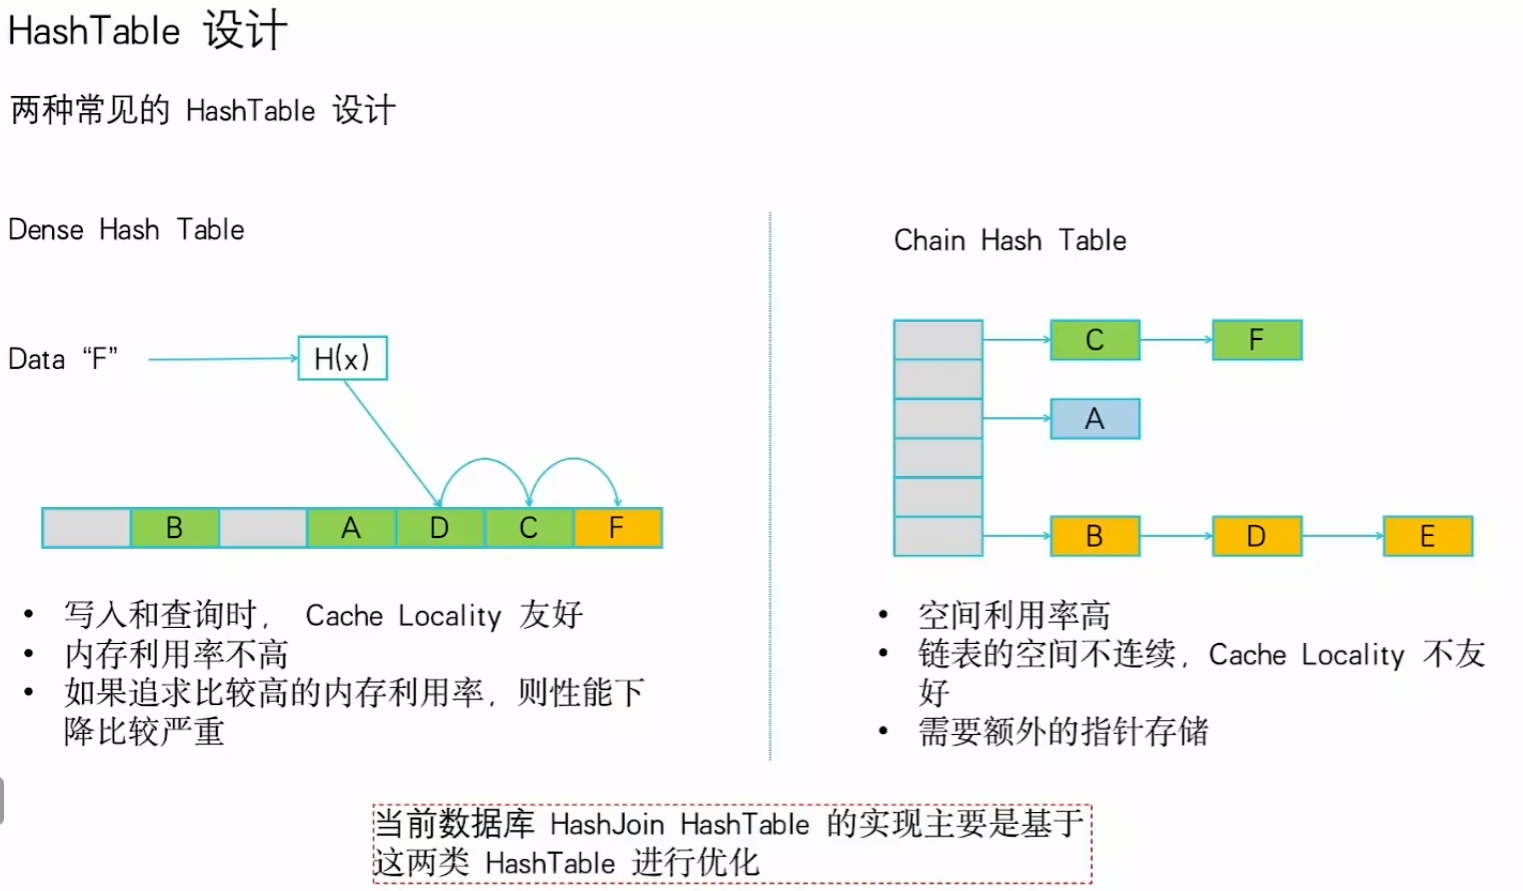 HashTable 设计
两种常见的 HashTable 设计
Dense Hash Table
Data “F”
H(x)
B
A
D
C
F
• 写入和查询时， Cache Locality 友好
• 内存利用率不高
• 如果追求比较高的内存利用率，则性能下
降比较严重
Chain Hash Table
C
F
A
B
D
E
• 空间利用率高
• 链表的空间不连续，Cache Locality 不友
好
• 需要额外的指针存储
当前数据库 HashJoin HashTable 的实现主要是基于
这两类 HashTable 进行优化